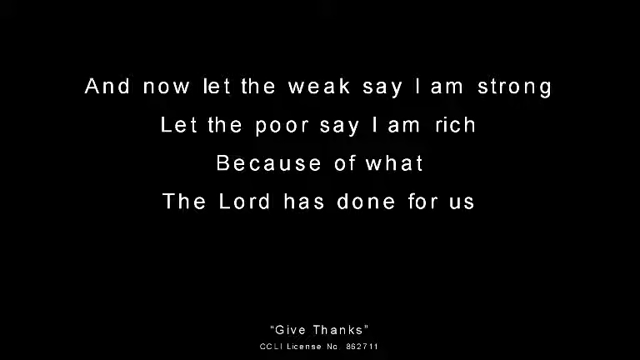 And now let the weak say I am strong
Let the poor say I am rich
Because of what
The Lord has done for us
“Give Thanks”
CCLI License No. 862711